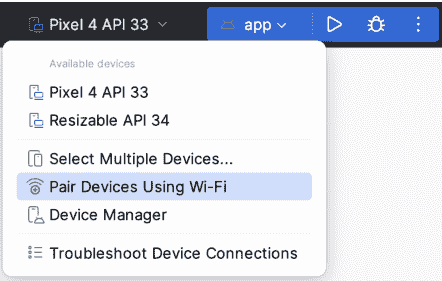 Pixel 4 API 33 app
Available devices
Pixel 4 API 33
Resizable API 34
Select Multiple Devices...
Pair Devices Using Wi-Fi
Device Manager
Troubleshoot Device Connections